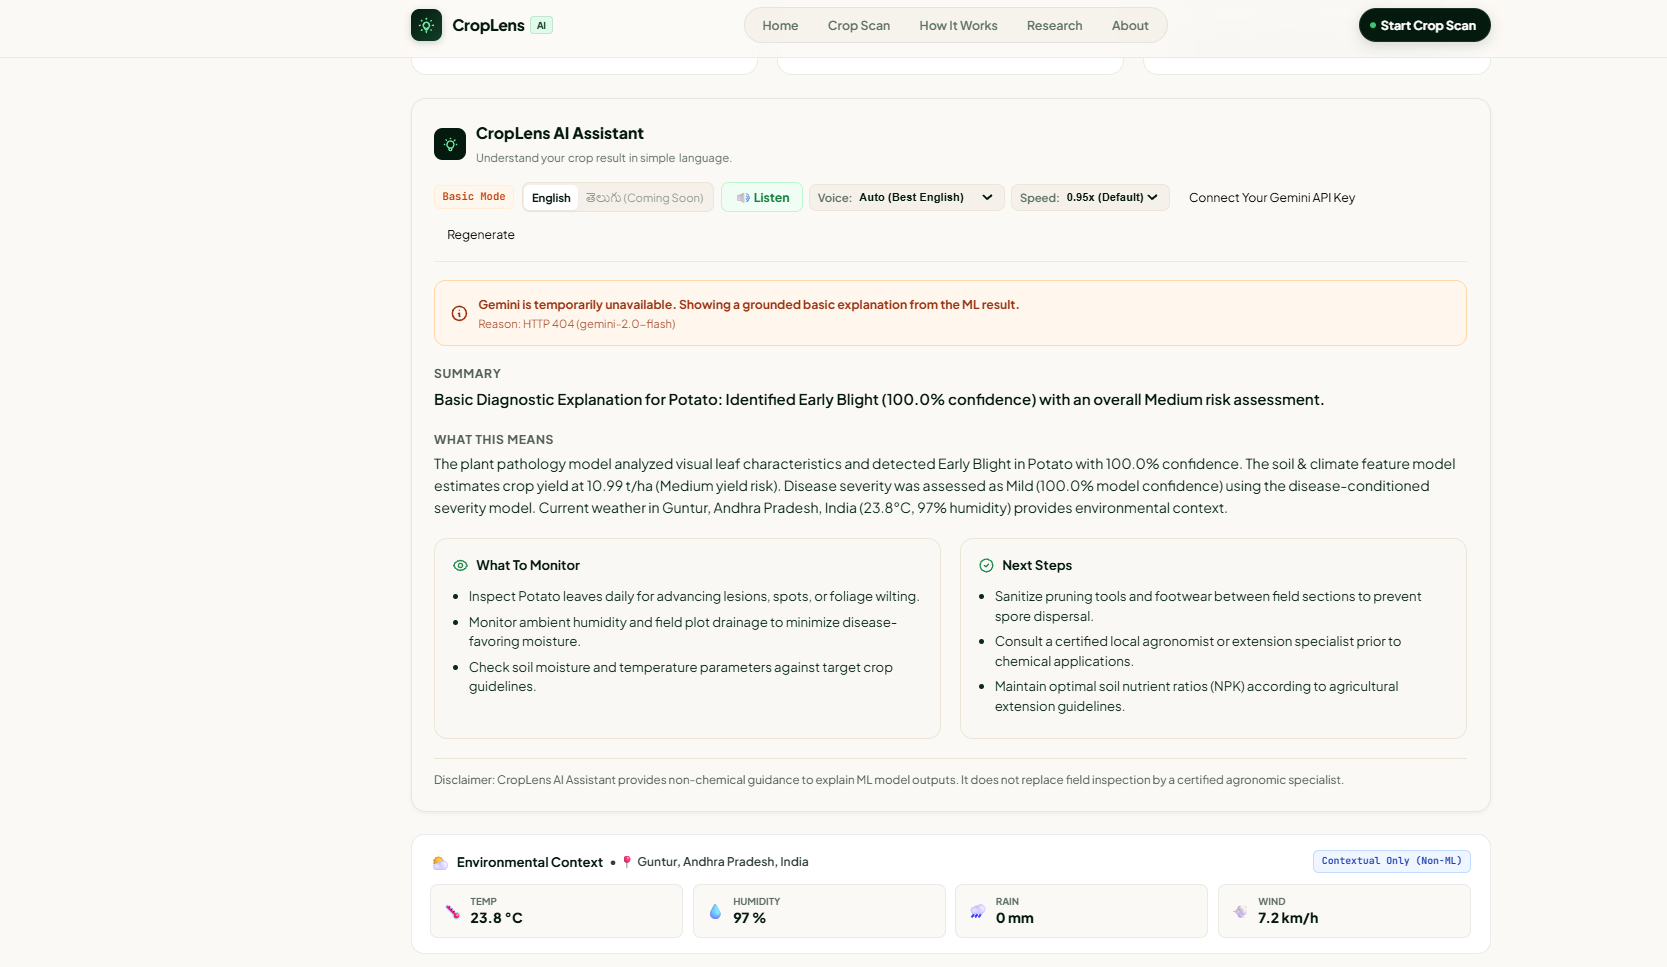 CropLens AI
Home Crop Scan How It Works Research About
Start Crop Scan
CropLens AI Assistant
Understand your crop result in simple language.
Basic Mode English తెలుగు (Coming Soon) Listen Voice: Auto (Best English) Speed: 0.95x (Default) Connect Your Gemini API Key
Regenerate
Gemini is temporarily unavailable. Showing a grounded basic explanation from the ML result.
Reason: HTTP 404 (gemini-2.0-flash)
SUMMARY
Basic Diagnostic Explanation for Potato: Identified Early Blight (100.0% confidence) with an overall Medium risk assessment.
WHAT THIS MEANS
The plant pathology model analyzed visual leaf characteristics and detected Early Blight in Potato with 100.0% confidence. The soil & climate feature model
estimates crop yield at 10.99 t/ha (Medium yield risk). Disease severity was assessed as Mild (100.0% model confidence) using the disease-conditioned
severity model. Current weather in Guntur, Andhra Pradesh, India (23.8°C, 97% humidity) provides environmental context.
What To Monitor
• Inspect Potato leaves daily for advancing lesions, spots, or foliage wilting.
• Monitor ambient humidity and field plot drainage to minimize disease-
favoring moisture.
• Check soil moisture and temperature parameters against target crop
guidelines.
Next Steps
• Sanitize pruning tools and footwear between field sections to prevent
spore dispersal.
• Consult a certified local agronomist or extension specialist prior to
chemical applications.
• Maintain optimal soil nutrient ratios (NPK) according to agricultural
extension guidelines.
Disclaimer: CropLens AI Assistant provides non-chemical guidance to explain ML model outputs. It does not replace field inspection by a certified agronomic specialist.
Environmental Context • Guntur, Andhra Pradesh, India
Contextual Only (Non-ML)
TEMP
23.8 °C
HUMIDITY
97 %
RAIN
0 mm
WIND
7.2 km/h